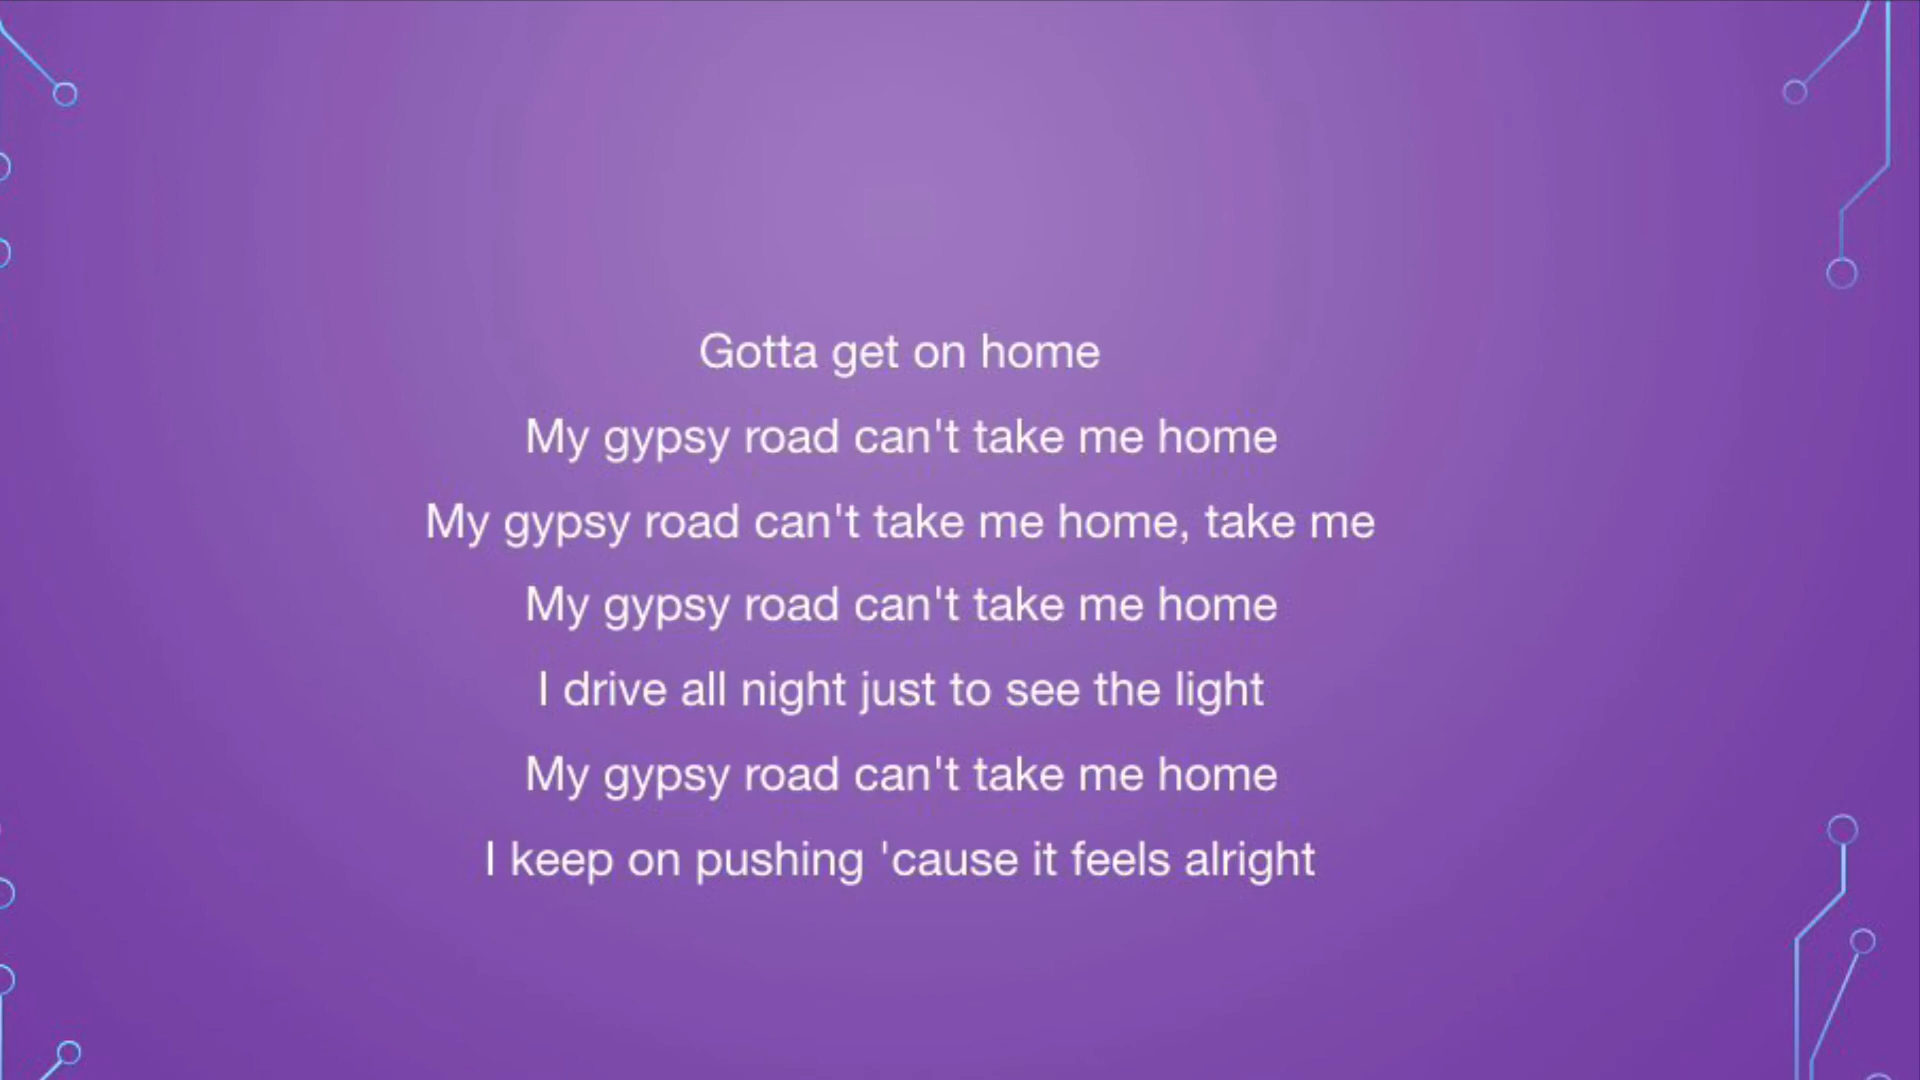 Gotta get on home
My gypsy road can't take me home
My gypsy road can't take me home, take me
My gypsy road can't take me home
I drive all night just to see the light
My gypsy road can't take me home
I keep on pushing 'cause it feels alright